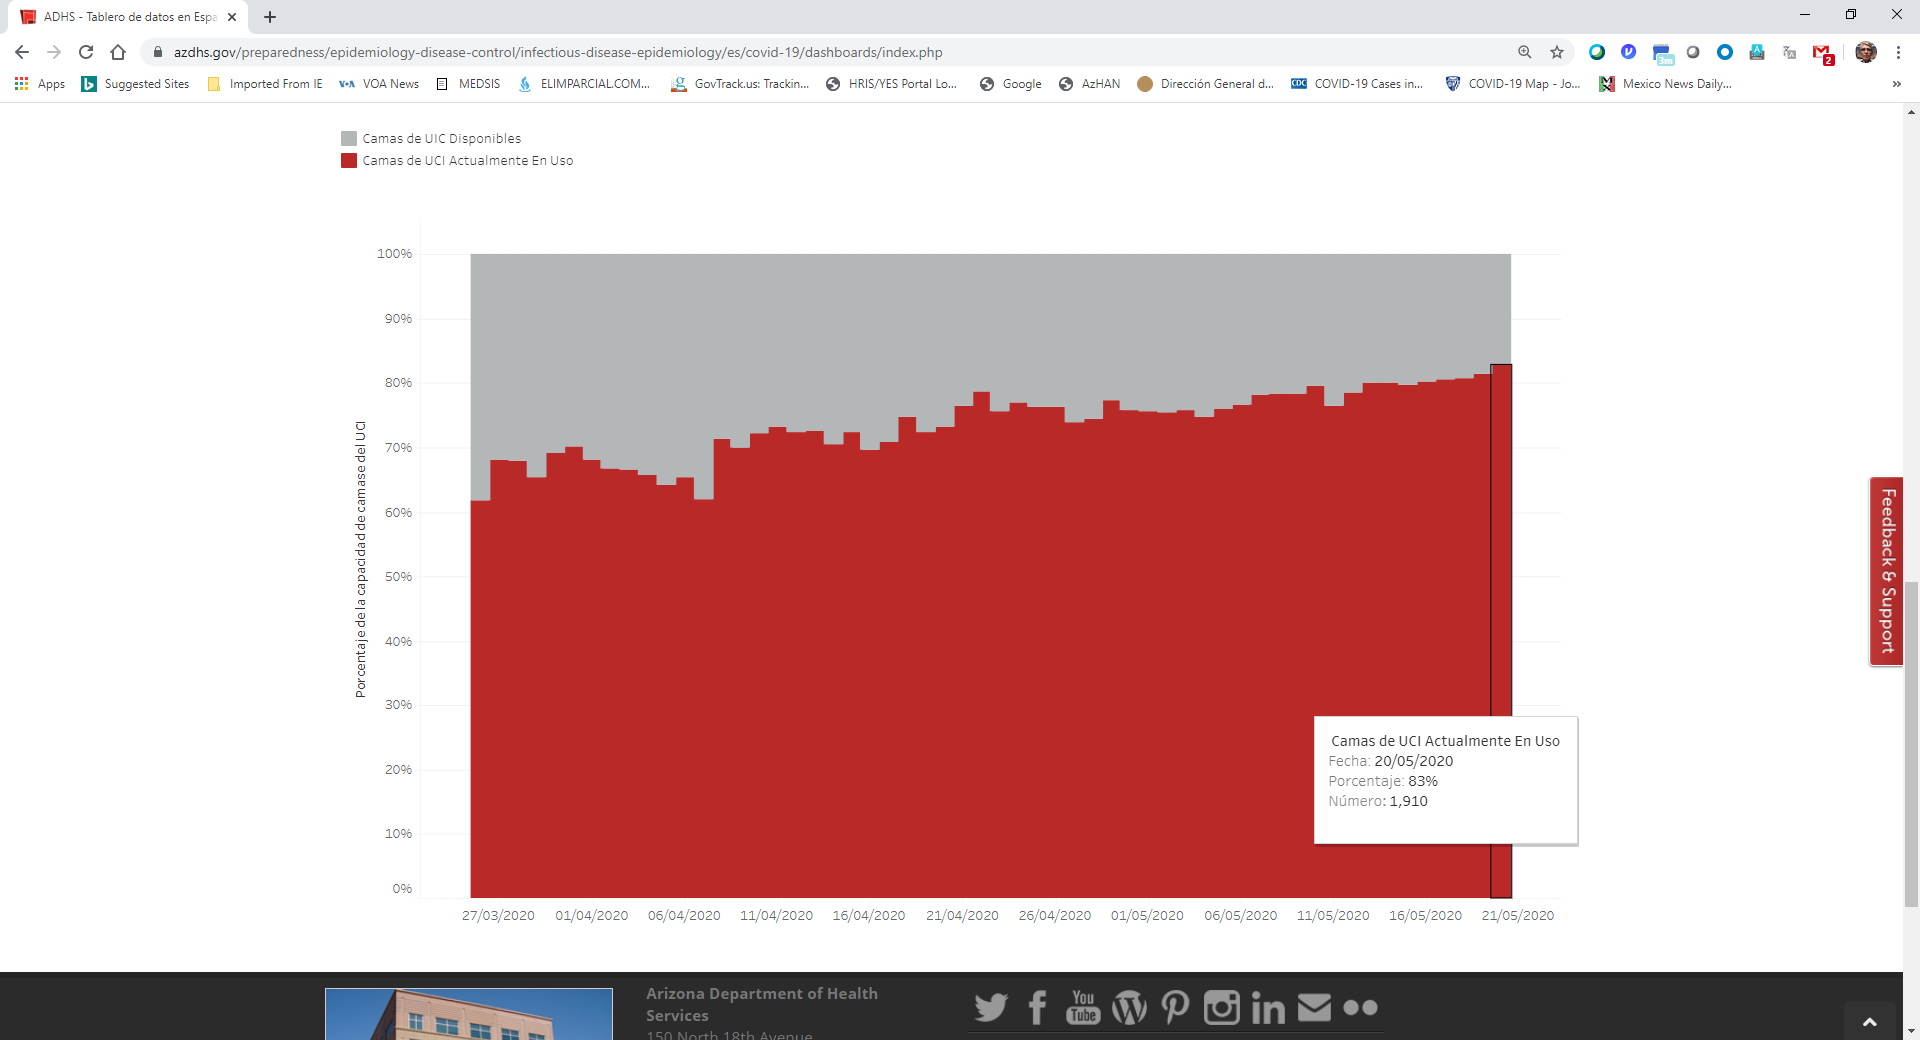 ADHS - Tablero de datos en Espa
azdhs.gov/preparedness/epidemiology-disease-control/infectious-disease-epidemiology/es/covid-19/dashboards/index.php
3m
2
Apps
Suggested Sites
Imported From IE
VOA
VOA News
MEDSIS
ELIMPARCIAL.COM...
GovTrack.us: Trackin...
HRIS/YES Portal Lo...
Google
AzHAN
Dirección General d...
CDC
COVID-19 Cases in...
COVID-19 Map - Jo...
Mexico News Daily...
»
Camas de UIC Disponibles
Camas de UCI Actualmente En Uso
Porcentaje de la capacidad de camase del UCI
100%
90%
80%
70%
60%
50%
40%
30%
20%
10%
0%
Camas de UCI Actualmente En Uso
Fecha: 20/05/2020
Porcentaje: 83%
Número: 1,910
27/03/2020
01/04/2020
06/04/2020
11/04/2020
16/04/2020
21/04/2020
26/04/2020
01/05/2020
06/05/2020
11/05/2020
16/05/2020
21/05/2020
Feedback & Support
Arizona Department of Health
Services
150 North 18th Avenue
You
Tube